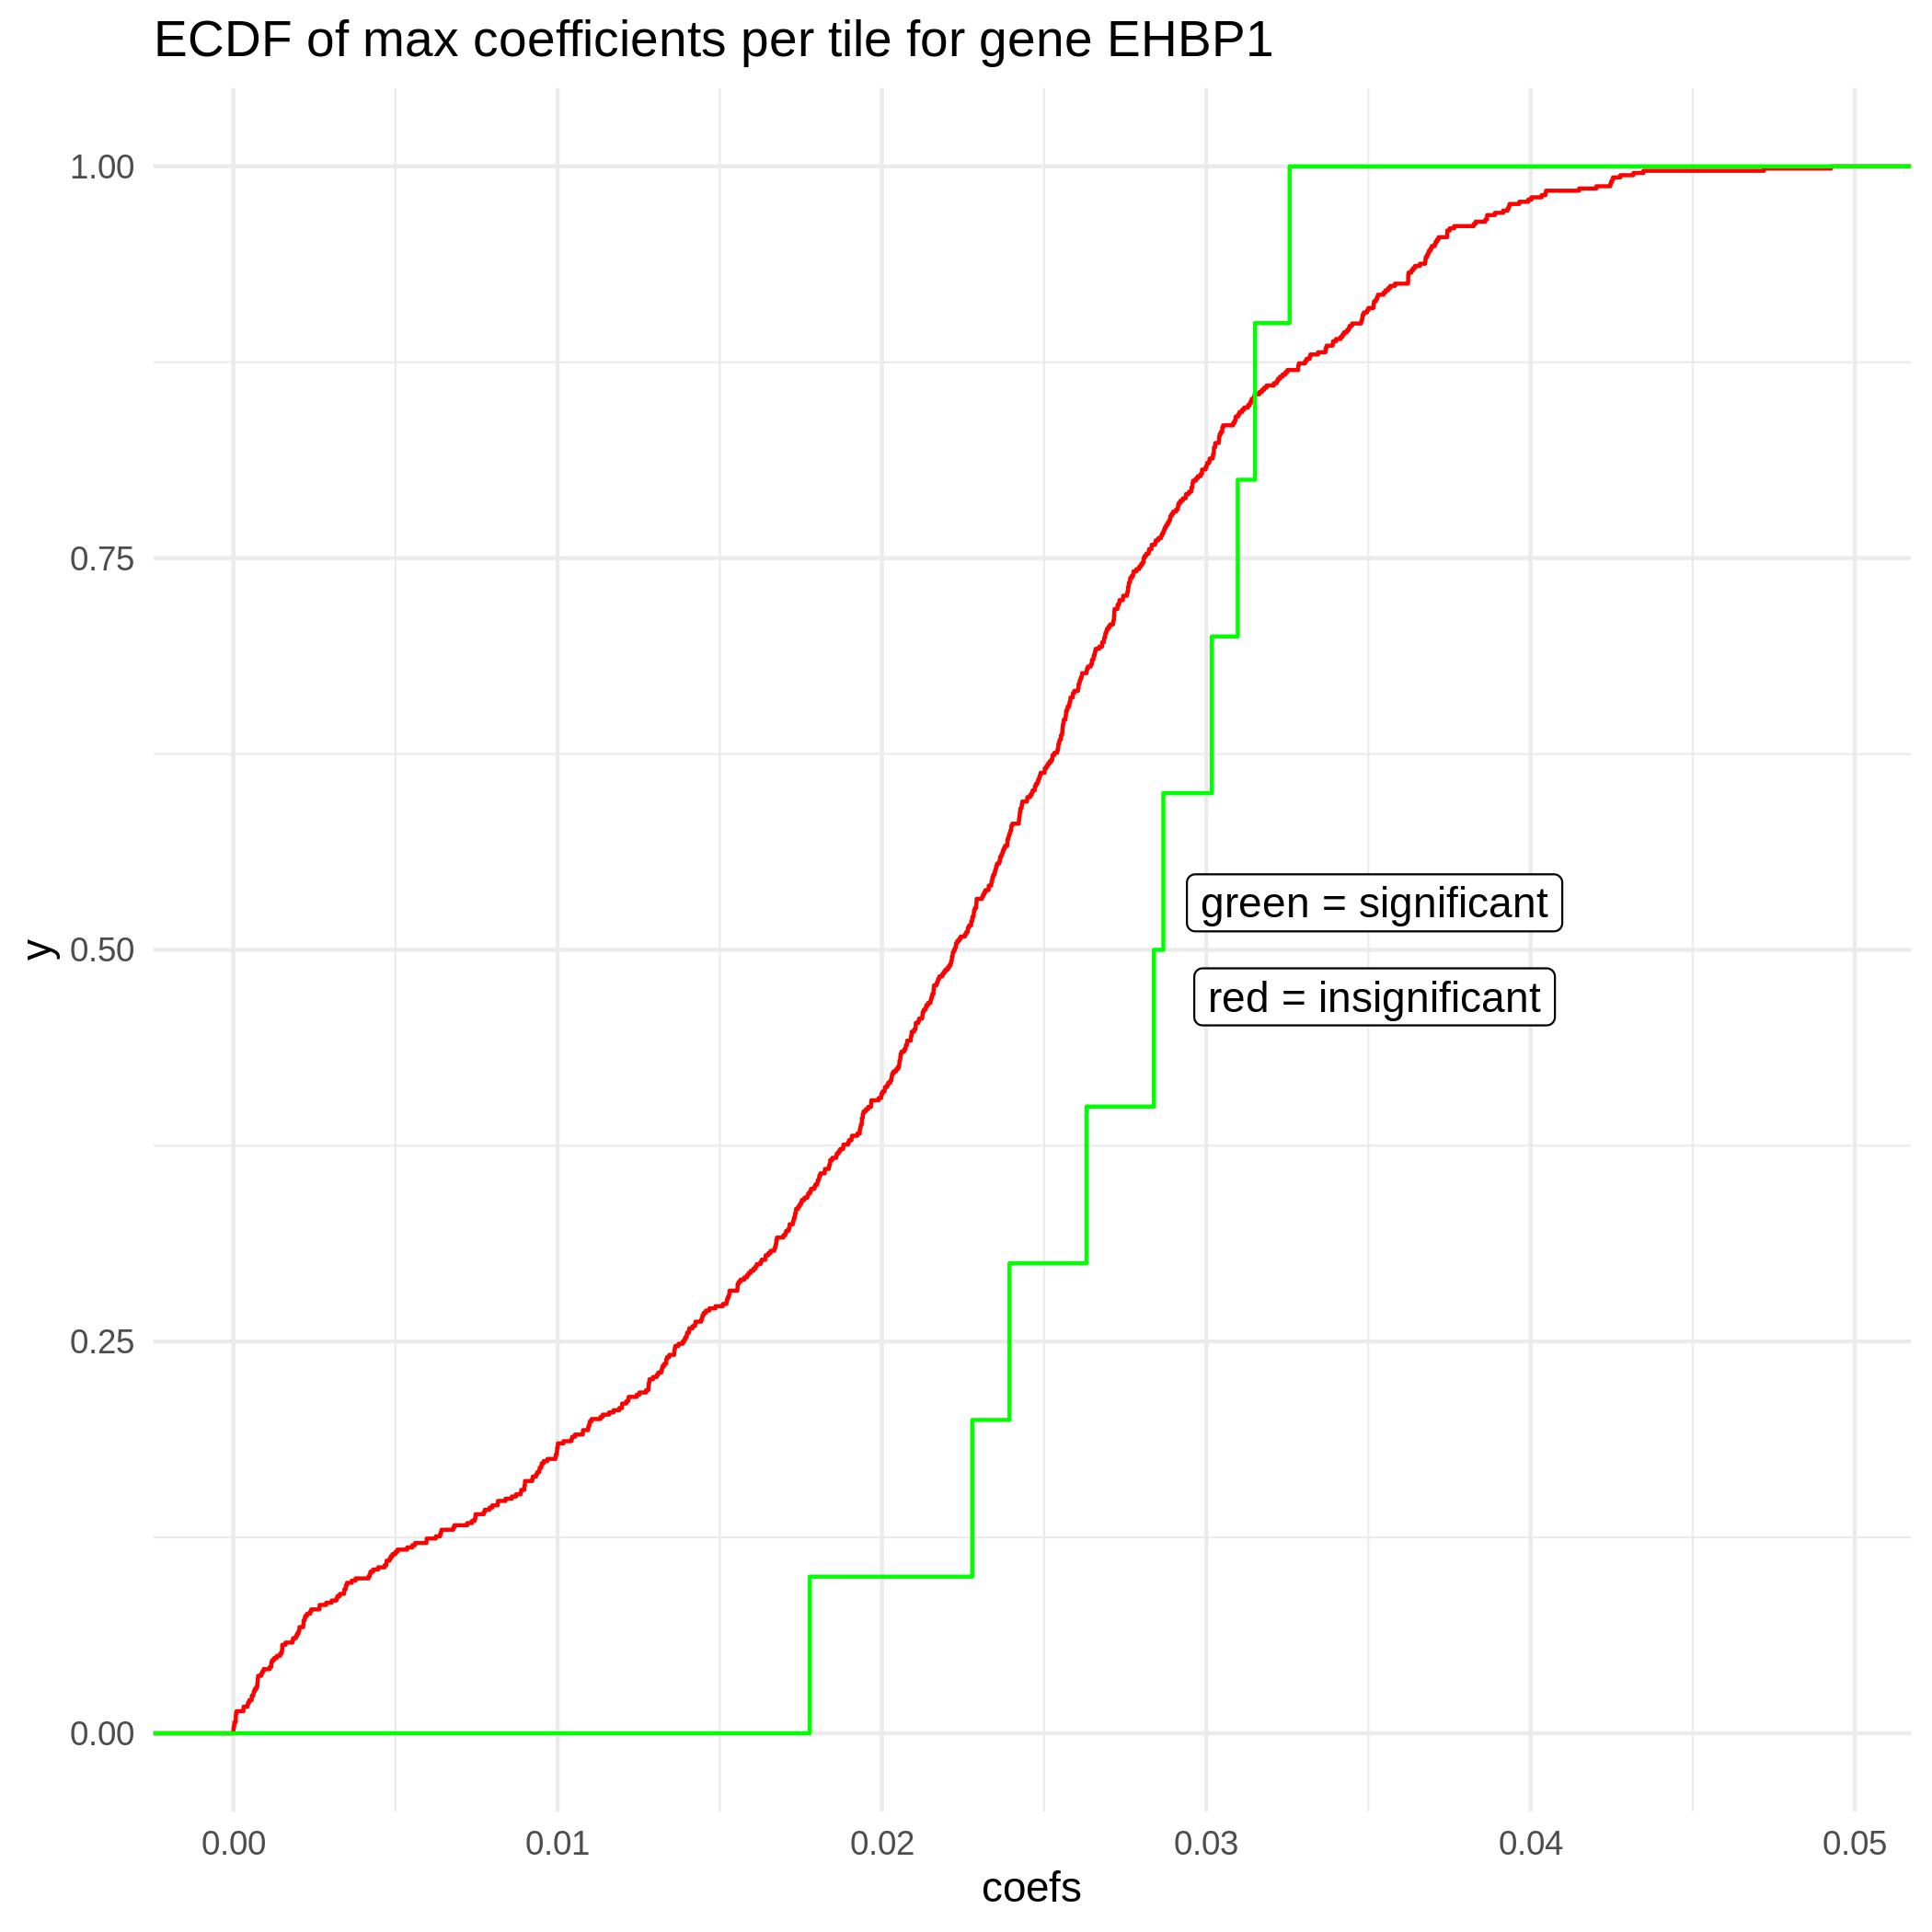 ECDF of max coefficients per tile for gene EHBP1
1.00
0.75
0.50
0.25
0.00
y
green = significant
red = insignificant
0.00 0.01 0.02 0.03 0.04 0.05
coefs